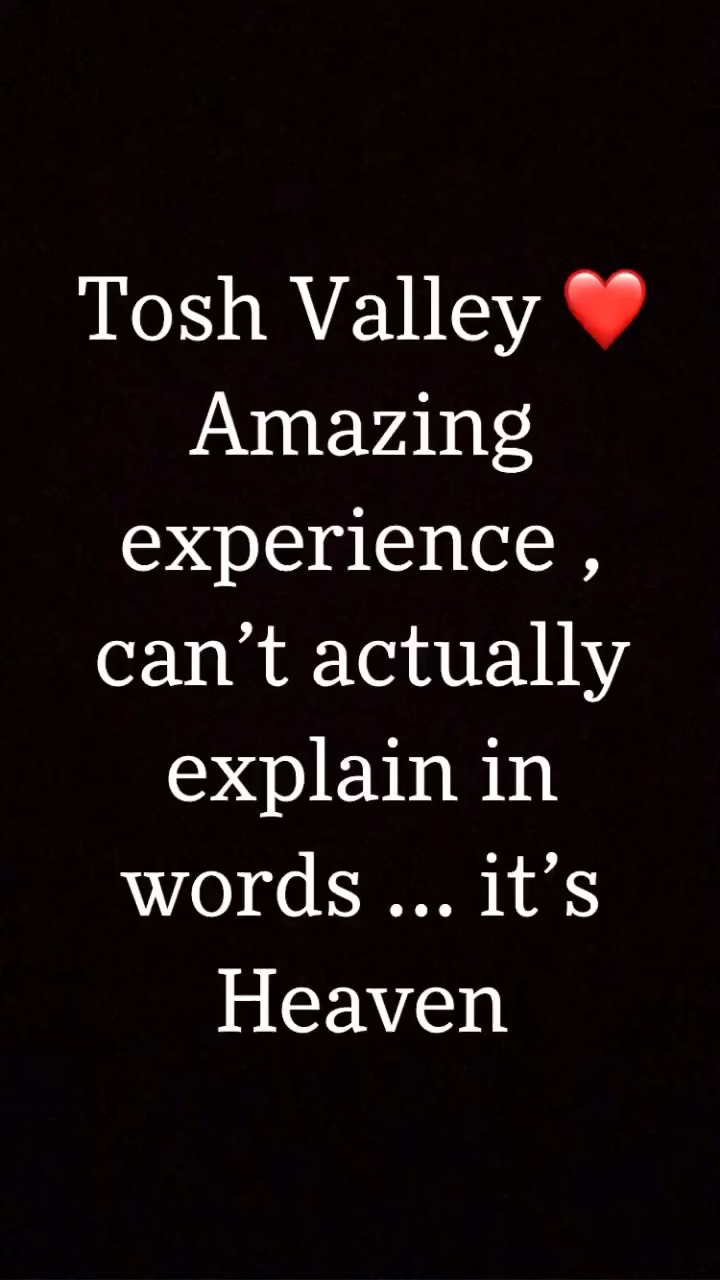 Tosh Valley ❤️
Amazing
experience ,
can’t actually
explain in
words ... it’s
Heaven